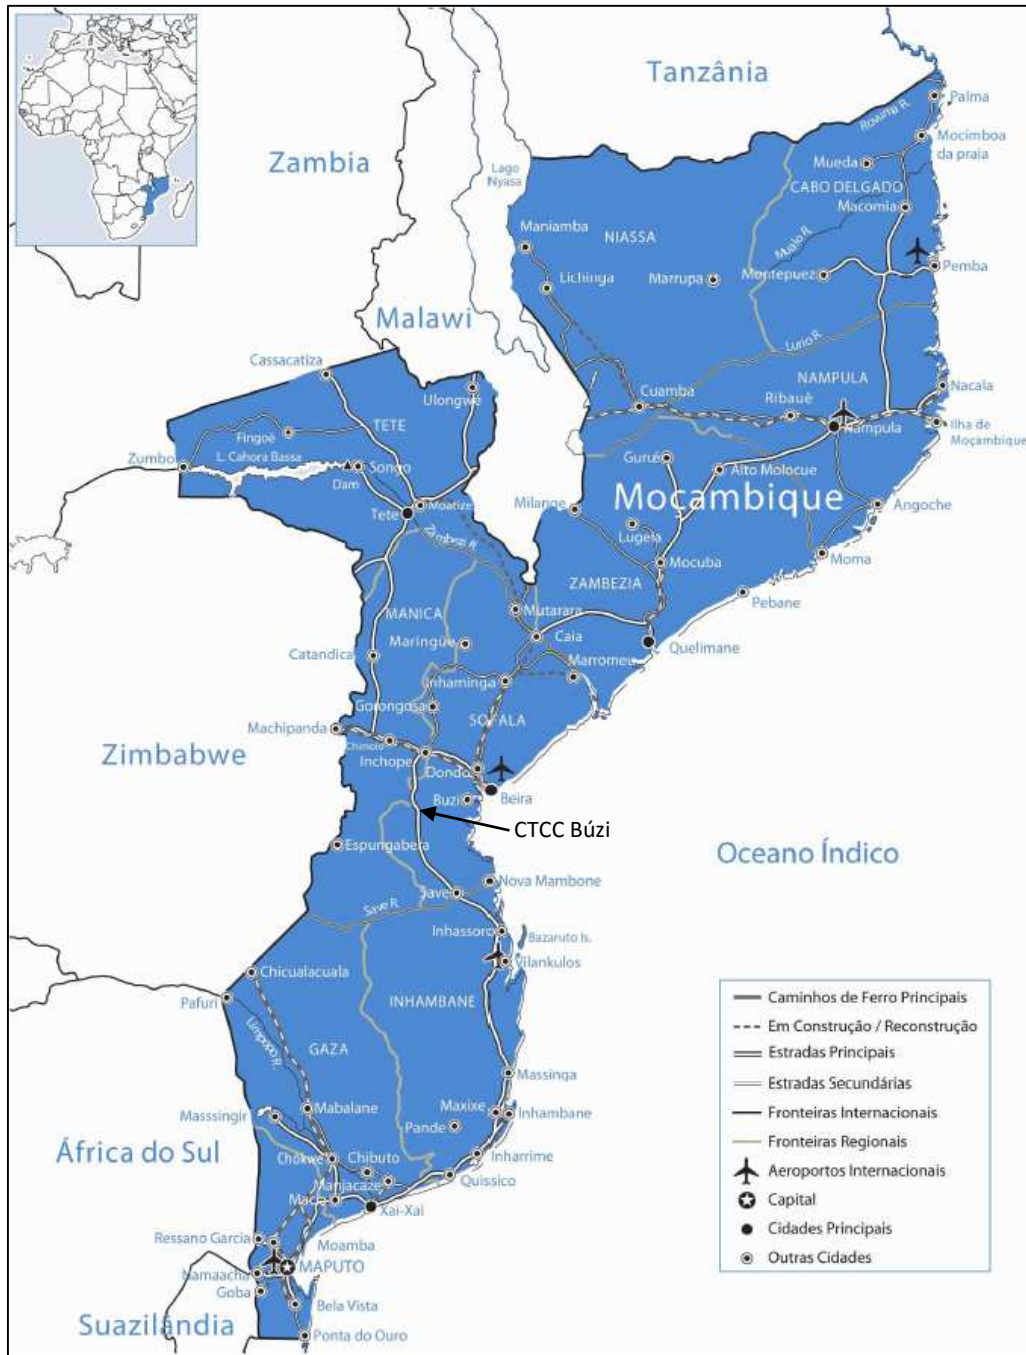 Tanzânia
Zambia
Lago
Nyasa
Rovuma R.
Palma
Mocímboa
da praia
Mueda
CABO DELGADO
Macomia
Maniamba
NIASSA
Lichinga
Marrupa
Montepuez
Pemba
Malawi
Lurio R.
Cassacatiza
Ulongwé
TETE
Fingoè
L. Cahora Bassa
Zumbo
Songo
Dam
Moatize
Tete
Zambezi R.
Cuamba
NAMPULA
Ribauè
Nacala
Nampula
Ilha de
Moçambique
Gurué
Alto Molocue
Moçambique
Milange
Lugela
Angoche
Mocuba
Moma
ZAMBEZIA
Pebane
MANICA
Mutarara
Maringúe
Caia
Quelimane
Catandica
Marromeu
Inhaminga
Gorongosa
SOFALA
Machipanda
Chimoio
Inchope
Zimbabwe
Dondo
Buzi
Beira
CTCC Búzi
Espungabera
Oceano Índico
Nova Mambone
Save
Save R.
Inhassoro
Bazaruto Is.
Vilankulos
Chicualacuala
Pafuri
INHAMBANE
Limpopo R.
GAZA
Massinga
Mabalane
Maxixe
Inhambane
Masssingir
Pande
África do Sul
Chókwe
Chibuto
Inharrime
Manjacaze
Quissico
Macia
Xai-Xai
Ressano Garcia
Moamba
MAPUTO
Namaacha
Goba
Bela Vista
Suazilândia
Ponta do Ouro
Caminhos de Ferro Principais
Em Construção / Reconstrução
Estradas Principais
Estradas Secundárias
Fronteiras Internacionais
Fronteiras Regionais
Aeroportos Internacionais
Capital
Cidades Principais
Outras Cidades